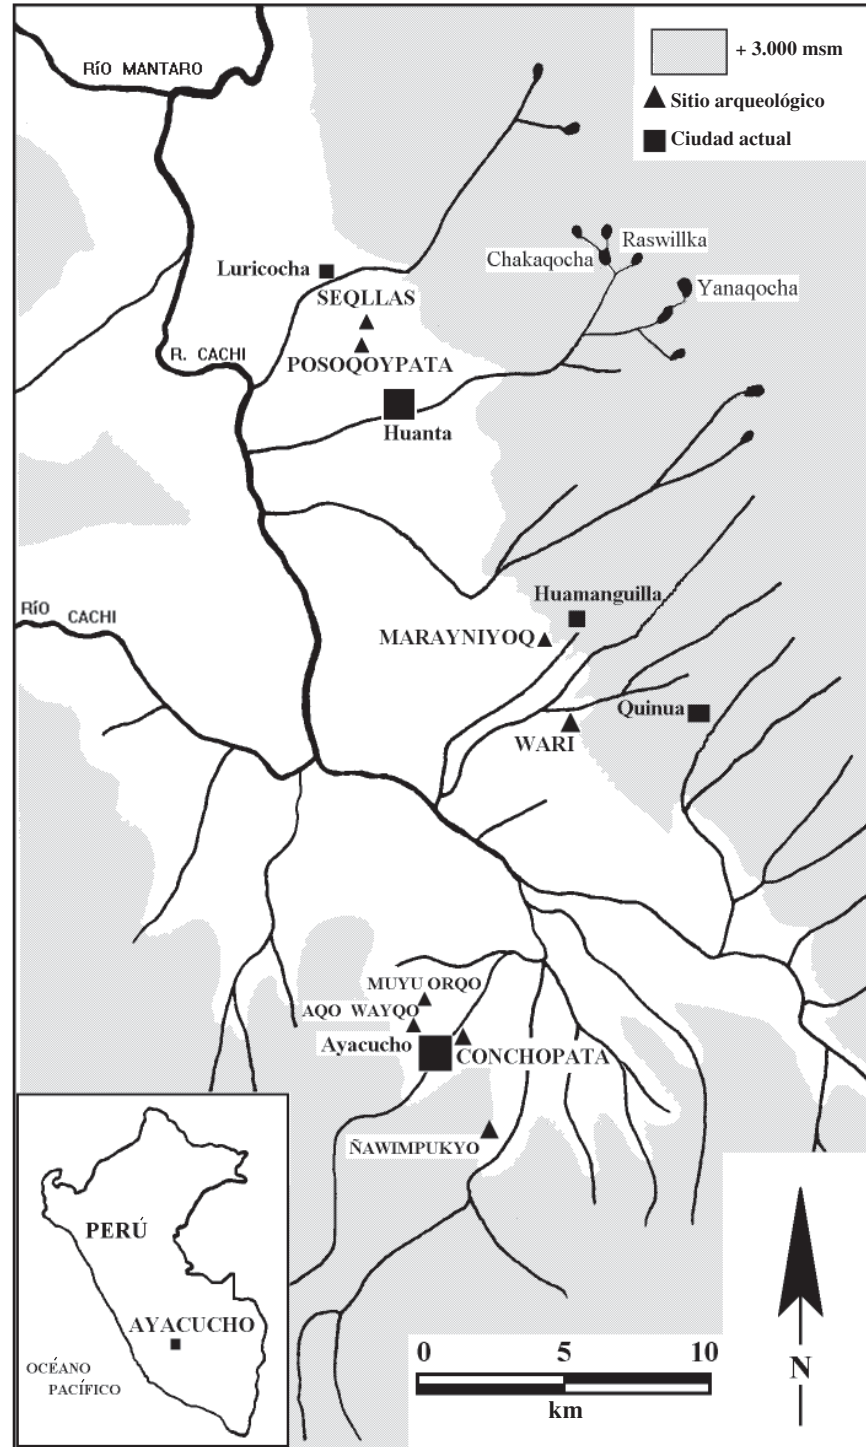 RÍO MANTARO
+ 3.000 msm
Sitio arqueológico
Ciudad actual
Chakaqocha
Raswillka
Yanaqocha
Luricocha
SEQLLAS
R. CACHI
POSOQOYPATA
Huanta
Huamanguilla
RÍO CACHI
MARAYNIYOQ
Quinua
WARI
MUYU ORQO
AQO WAYQO
Ayacucho
CONCHOPATA
ÑAWIMPUKYO
PERÚ
AYACUCHO
OCÉANO
PACÍFICO
0 5 10
km
N